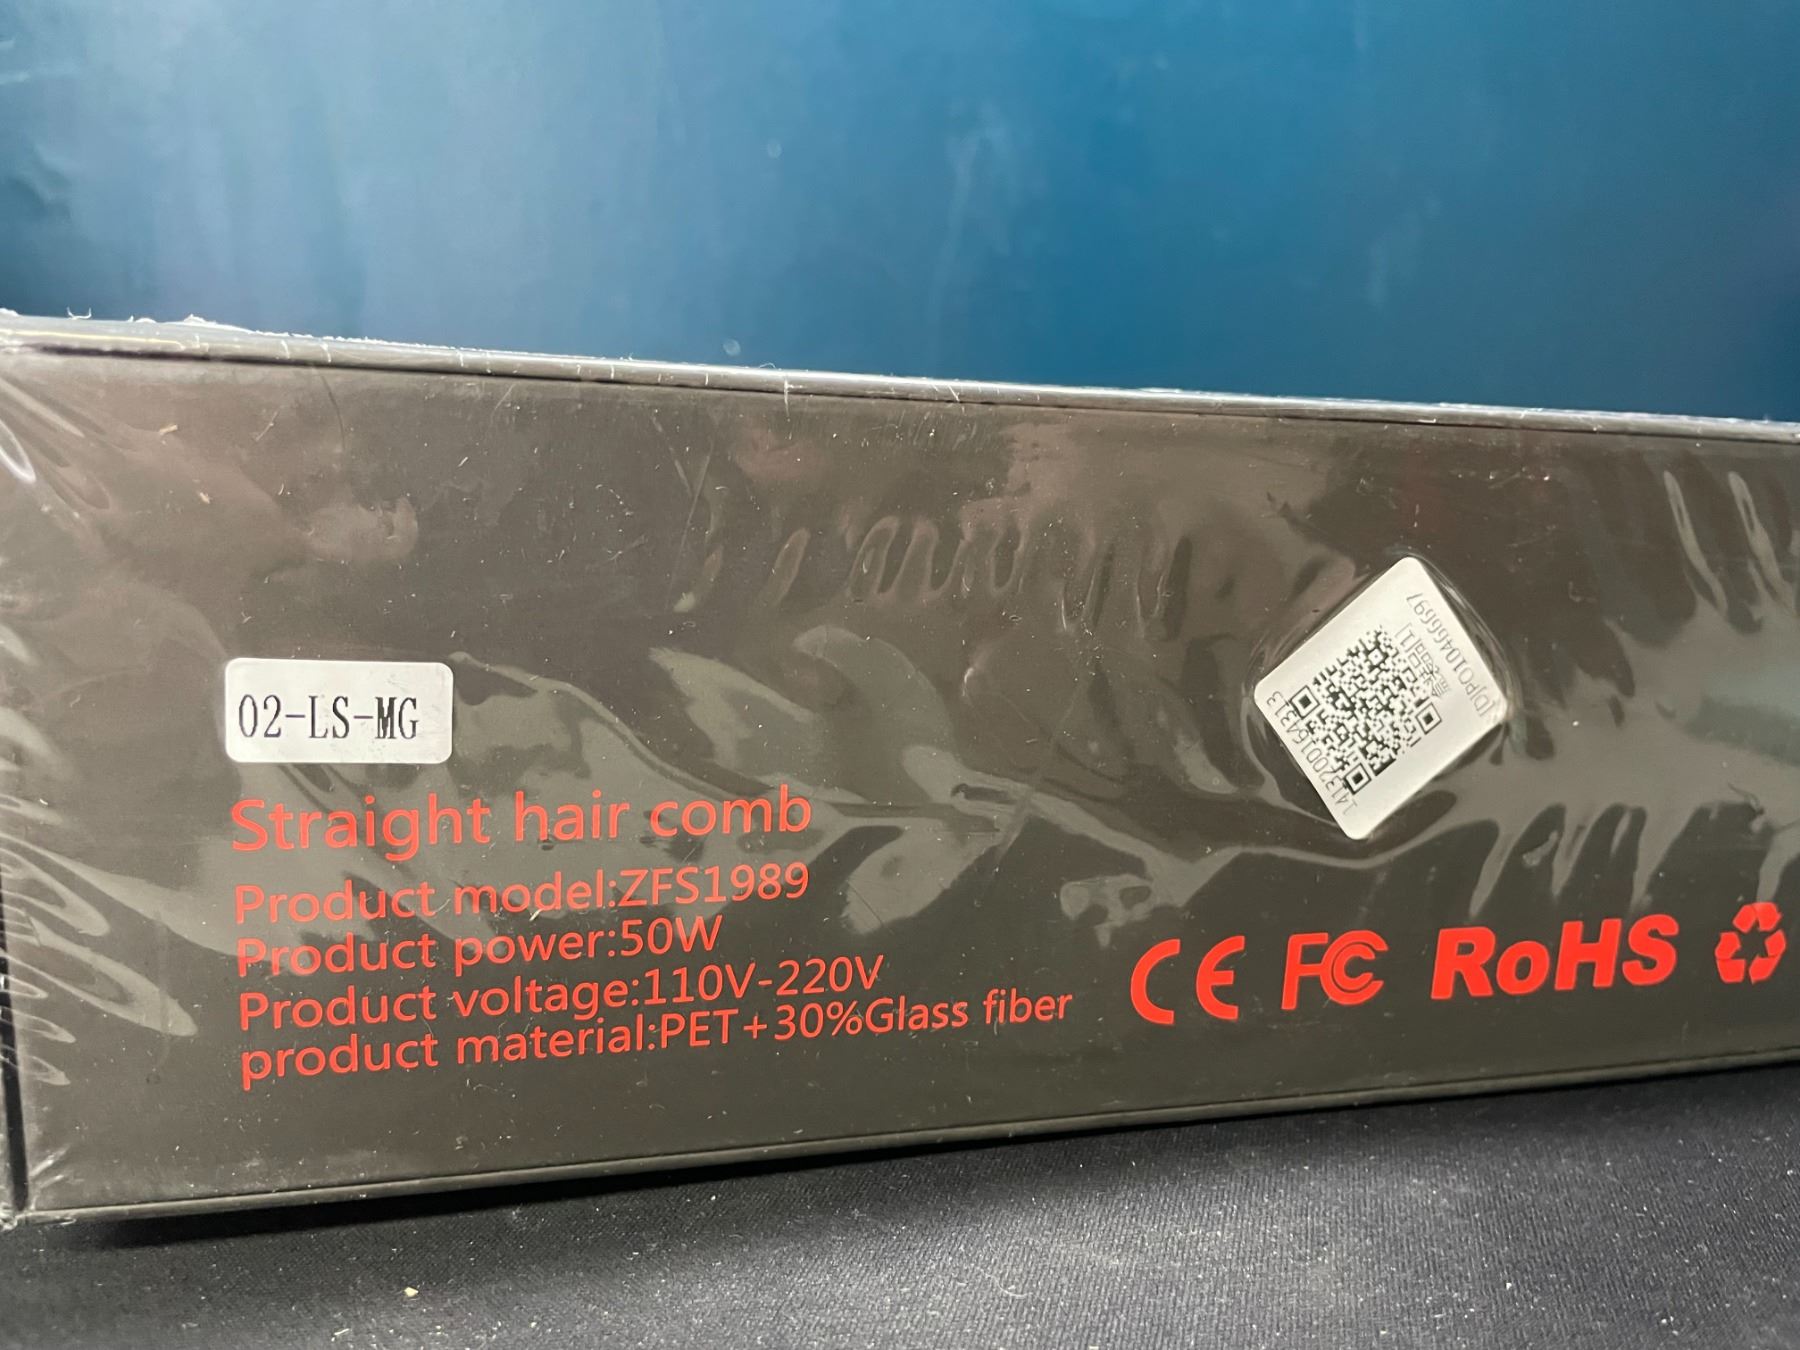 02-LS-MG
Straight hair comb
Product model:ZFS1989
Product power:50W
Product voltage:110V-220V
product material:PET+30%Glass fiber
CE FC RoHS